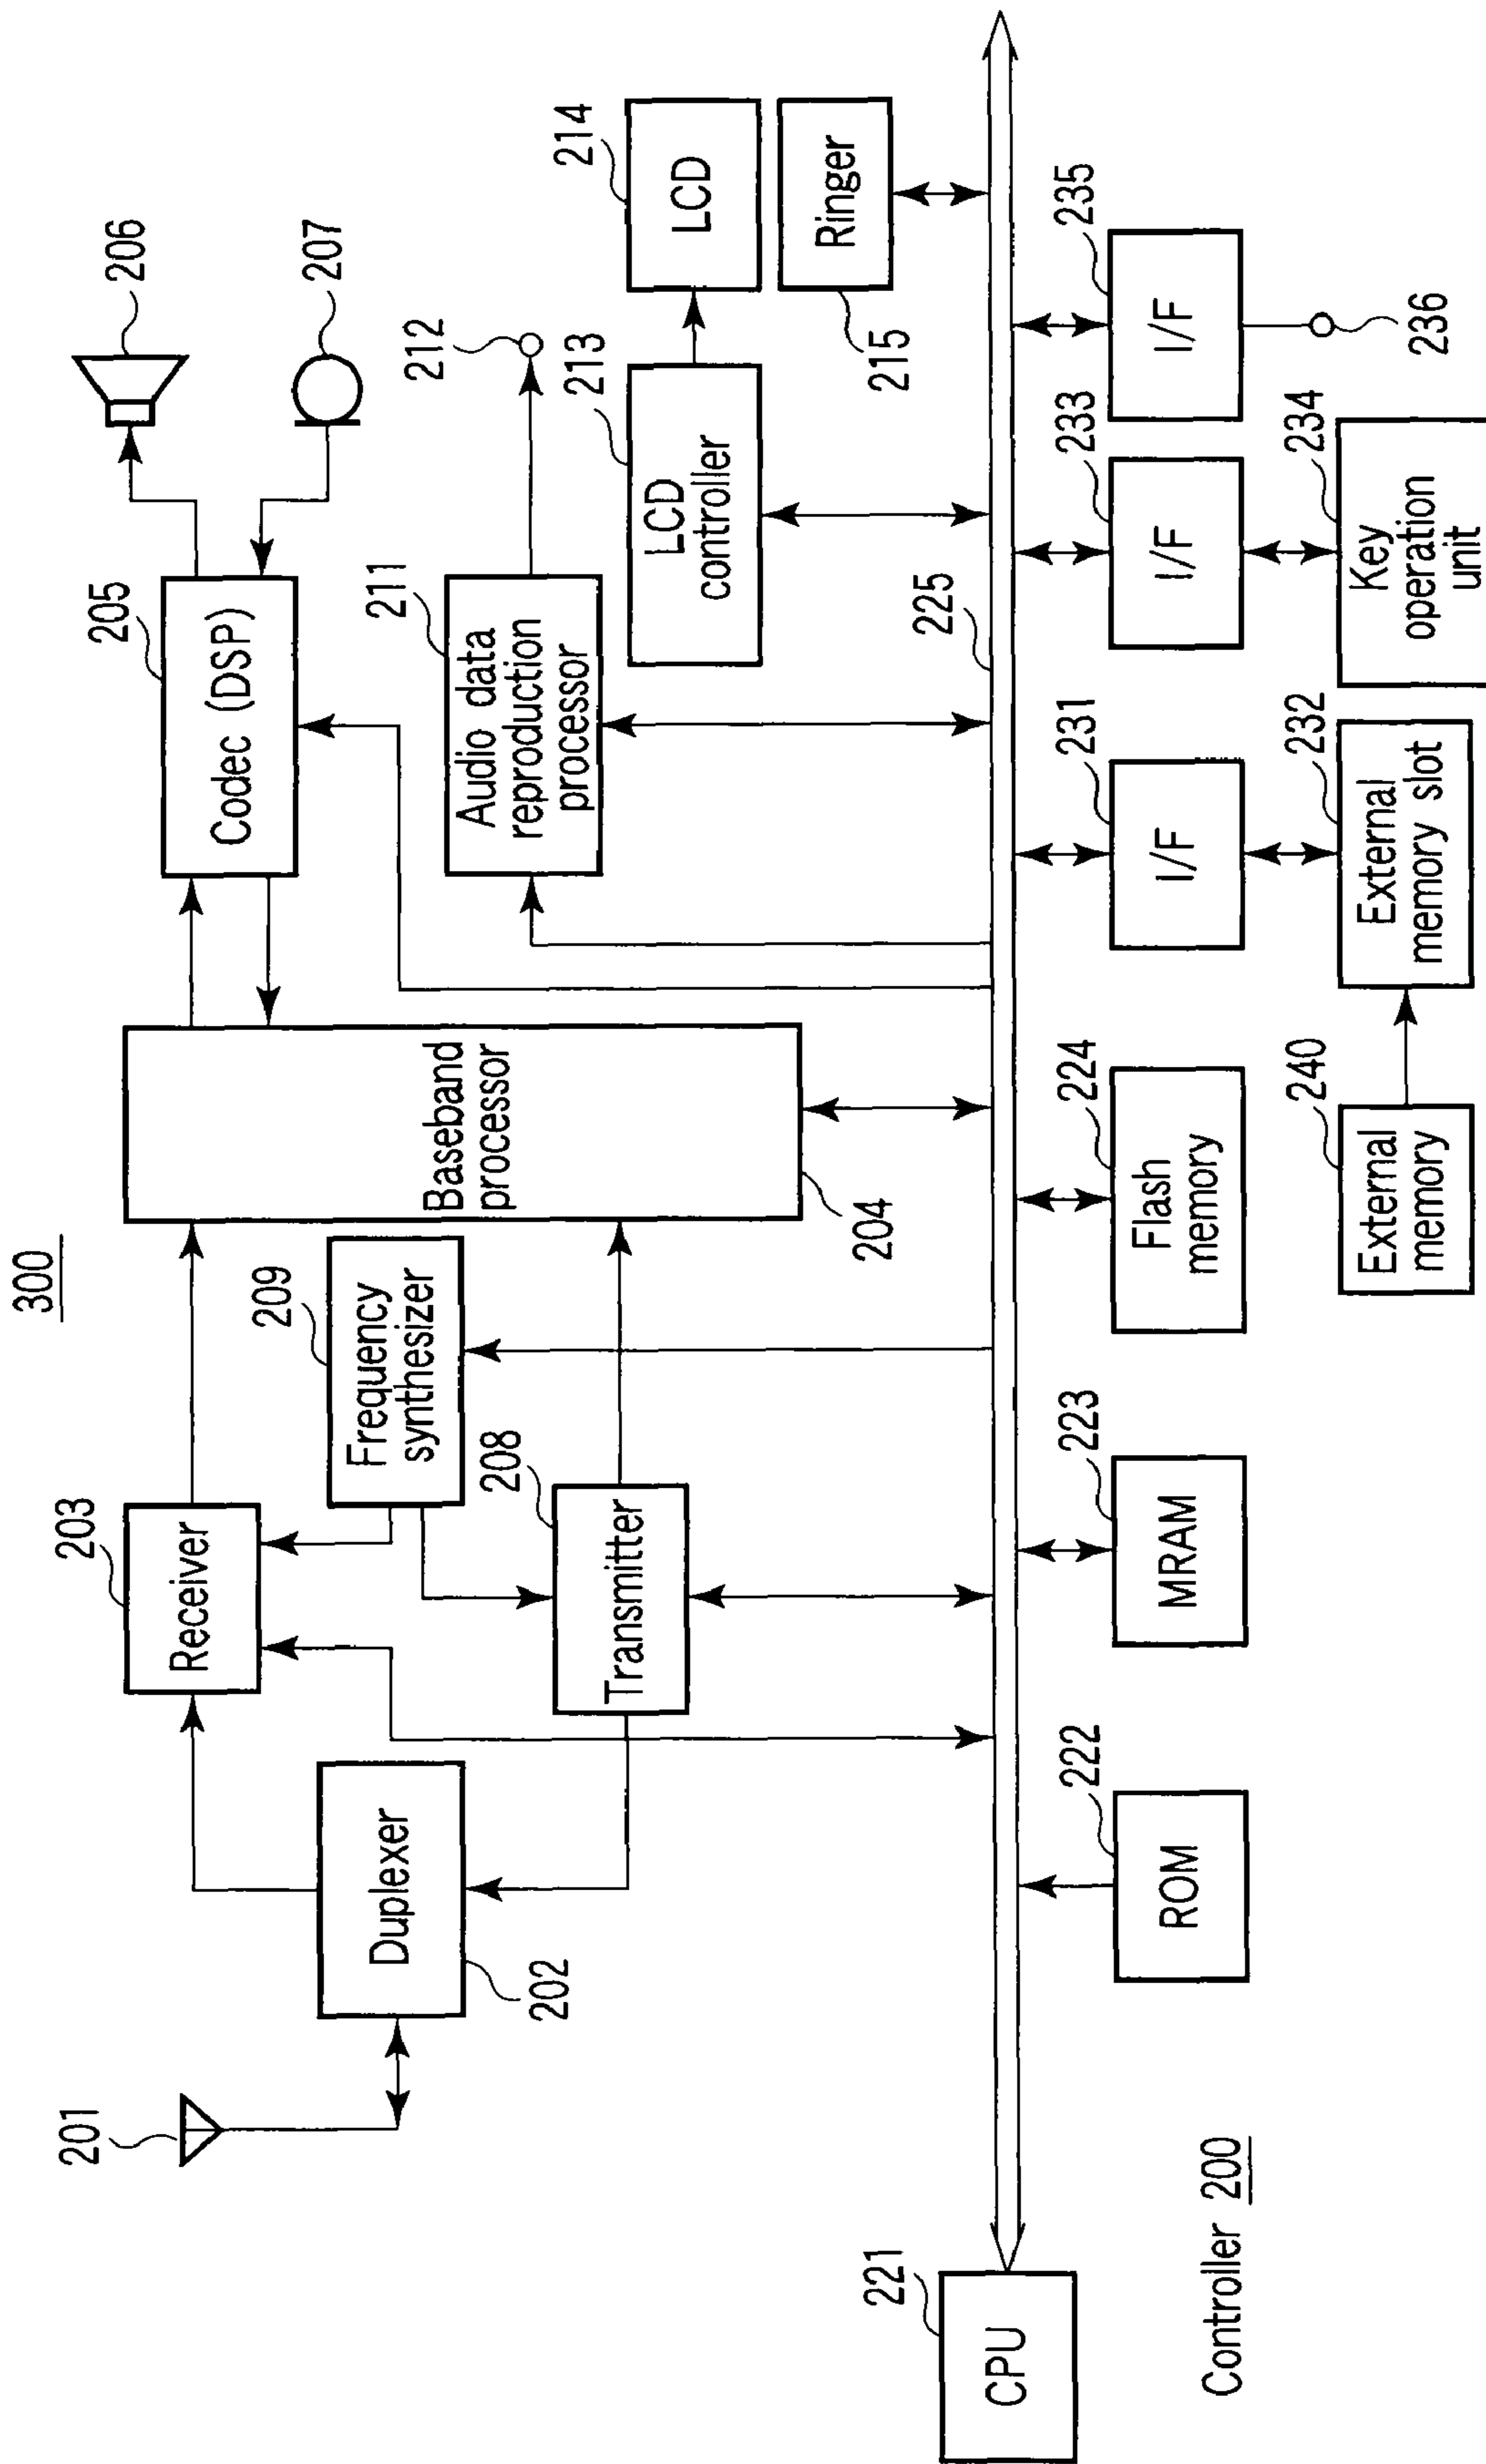 300
201
Duplexer
202
203
Receiver
Frequency
synthesizer
209
208
Transmitter
Baseband
processor
204
205
Codec (DSP)
206
207
211
Audio data
reproduction
processor
212
213
LCD
controller
214
LCD
Ringer
215
225
221
CPU
Controller 200
222
ROM
223
MRAM
224
Flash
memory
231
I/F
233
I/F
235
I/F
236
240
External
memory
232
External
memory slot
234
Key
operation
unit